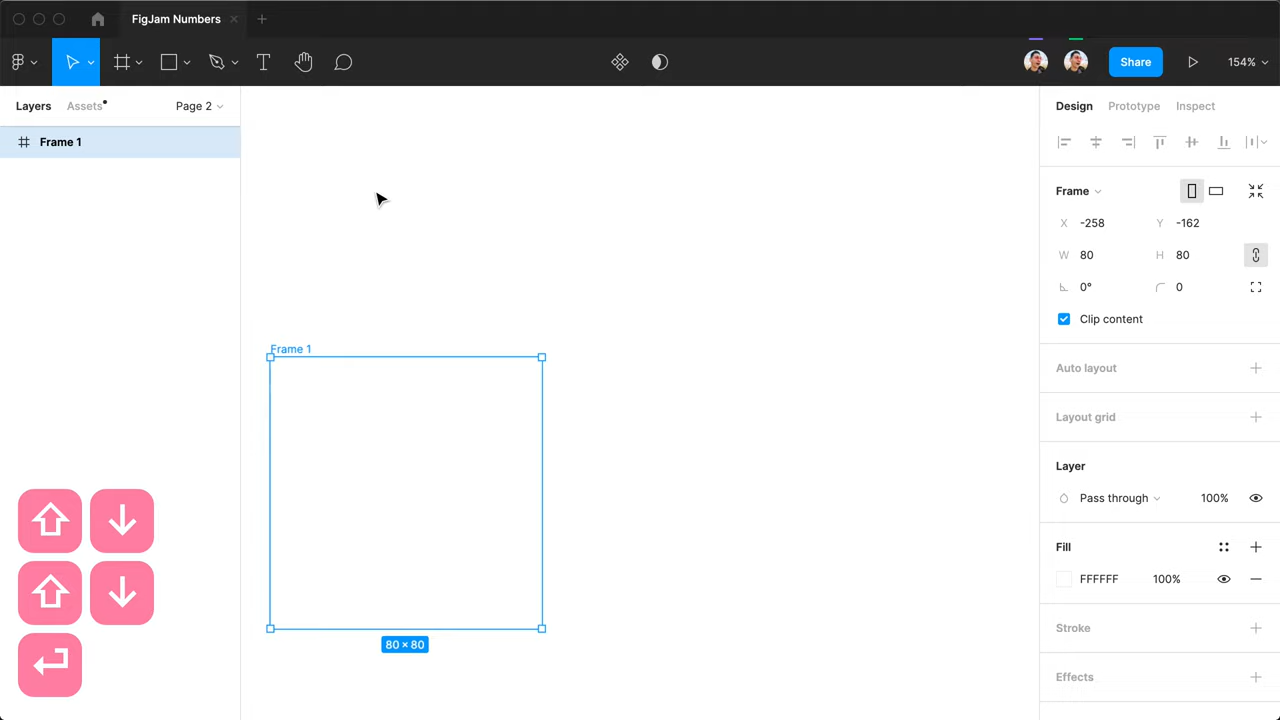 FigJam Numbers
Share
154%
Layers
Assets
Page 2
Design
Prototype
Inspect
Frame 1
Frame
X -258
Y -162
W 80
H 80
0°
0
Clip content
Frame 1
Auto layout
Layout grid
Layer
Pass through
100%
Fill
FFFFFF
100%
Stroke
80 × 80
Effects